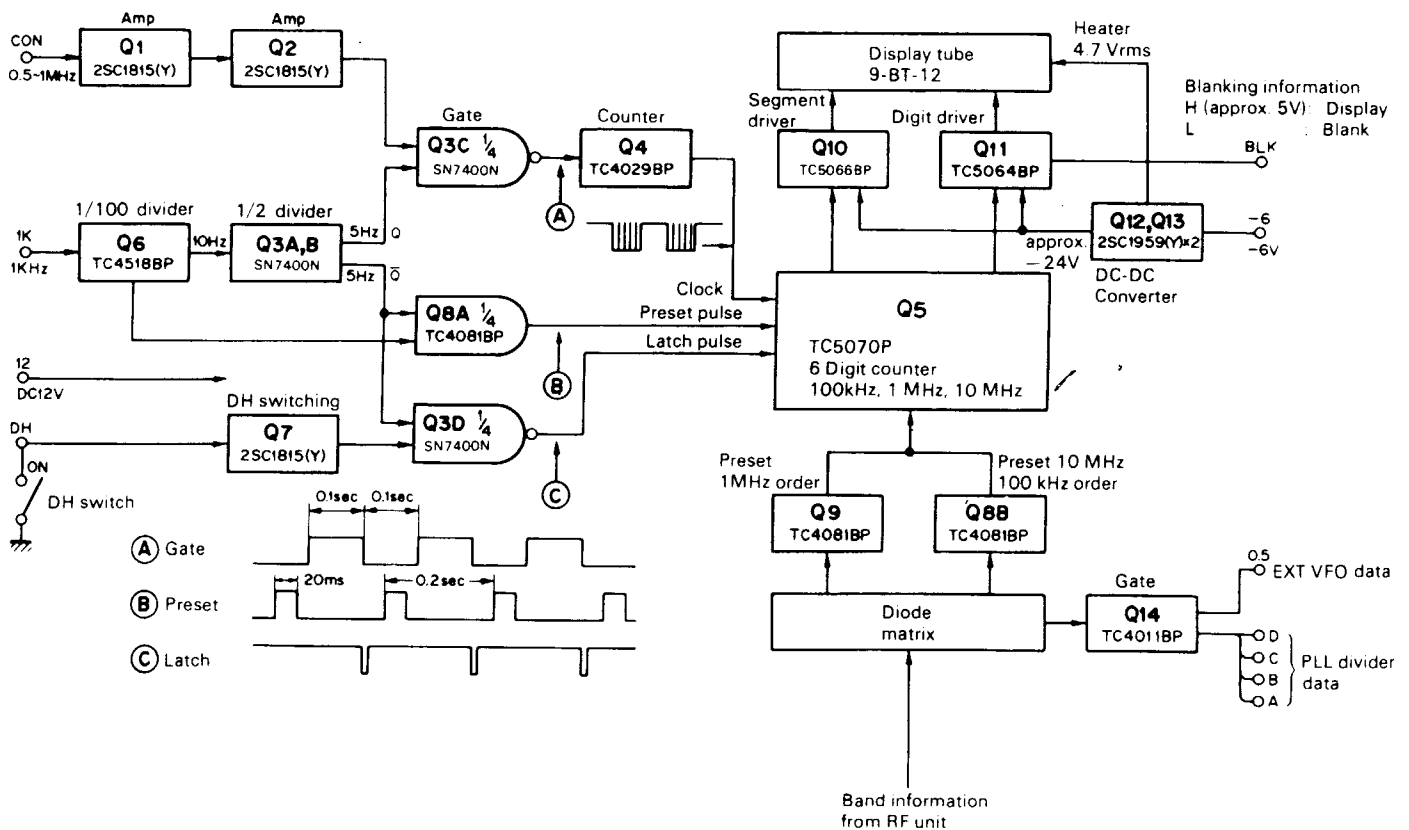 Amp
Amp
CON
0.5~1MHz
Q1
2SC1815(Y)
Q2
2SC1815(Y)
Gate
Q3C 1/4
SN7400N
Counter
Q4
TC4029BP
A
1/100 divider
1/2 divider
1K
1KHz
Q6
TC4518BP
10Hz
Q3A,B
SN7400N
5Hz Q
5Hz Q̅
Q8A 1/4
TC4081BP
B
12
DC12V
DH switching
DH
ON
DH switch
Q7
2SC1815(Y)
Q3D 1/4
SN7400N
C
Clock
Preset pulse
Latch pulse
Display tube
9-BT-12
Heater
4.7 Vrms
Segment
driver
Digit driver
Q10
TC5066BP
Q11
TC5064BP
Blanking information
H (approx. 5V): Display
L : Blank
BLK
Q12,Q13
2SC1959(Y)×2
DC-DC
Converter
-6
-6V
approx.
-24V
Q5
TC5070P
6 Digit counter
100kHz, 1 MHz, 10 MHz
Preset
1MHz order
Preset 10 MHz
100 kHz order
Q9
TC4081BP
Q8B
TC4081BP
Diode
matrix
Gate
Q14
TC4011BP
0.5
EXT VFO data
D
C
B
A
PLL divider
data
Band information
from RF unit
0.1sec
0.1sec
A Gate
20ms
0.2sec
B Preset
C Latch